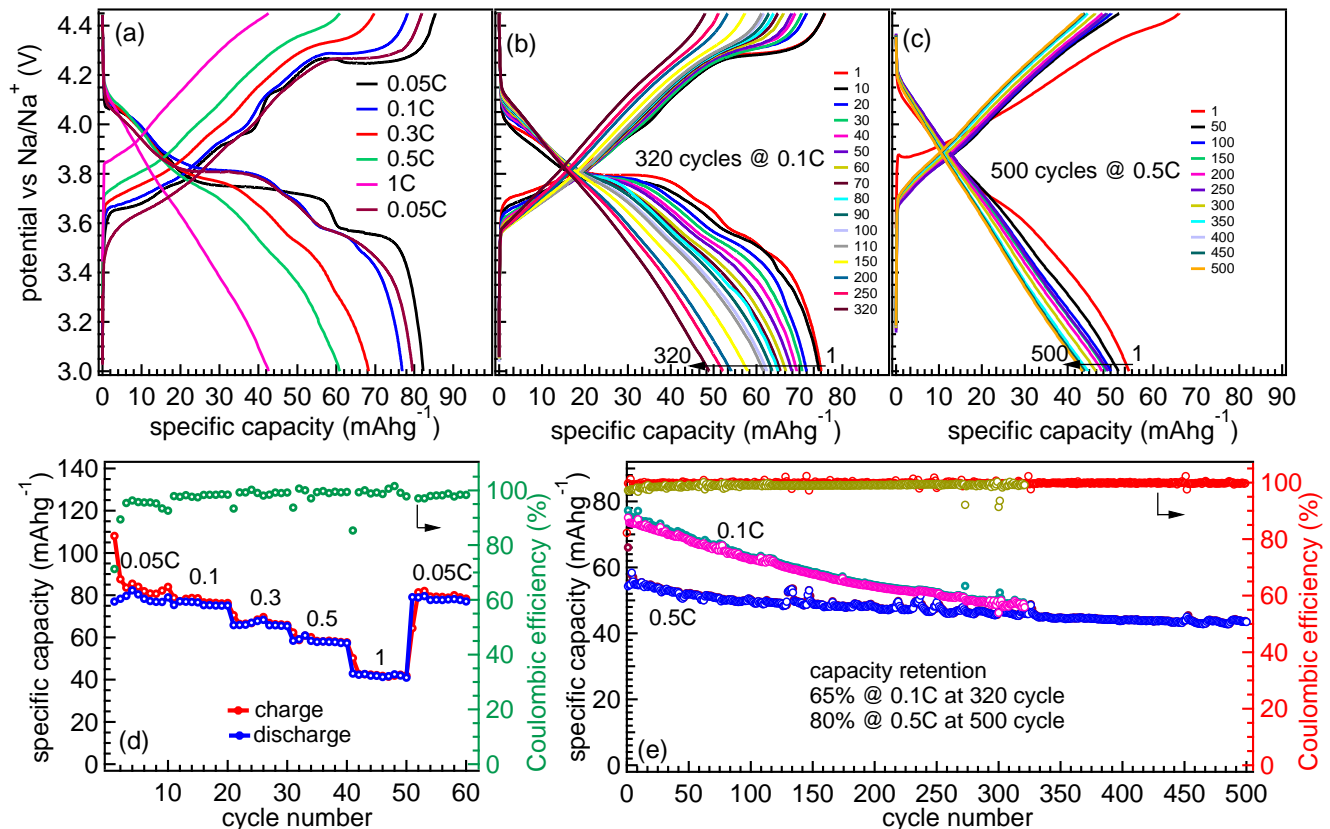 potential vs Na/Na⁺ (V)
4.4
4.2
4.0
3.8
3.6
3.4
3.2
3.0
(a)
0.05C
0.1C
0.3C
0.5C
1C
0.05C
0 10 20 30 40 50 60 70 80 90
specific capacity (mAhg⁻¹)
(b)
1
10
20
30
40
50
60
70
80
90
100
110
150
200
250
320
320 cycles @ 0.1C
320
1
0 10 20 30 40 50 60 70 80 90
specific capacity (mAhg⁻¹)
(c)
1
50
100
150
200
250
300
350
400
450
500
500 cycles @ 0.5C
500
1
0 10 20 30 40 50 60 70 80 90
specific capacity (mAhg⁻¹)
specific capacity (mAhg⁻¹)
140
120
100
80
60
40
20
0
0.05C
0.1
0.3
0.5
1
0.05C
charge
discharge
(d)
100
80
60
40
20
0
Coulombic efficiency (%)
0 10 20 30 40 50 60
cycle number
specific capacity (mAhg⁻¹)
80
60
40
20
0
0.1C
0.5C
capacity retention
65% @ 0.1C at 320 cycle
80% @ 0.5C at 500 cycle
(e)
100
80
60
40
20
0
Coulombic efficiency (%)
0 50 100 150 200 250 300 350 400 450 500
cycle number